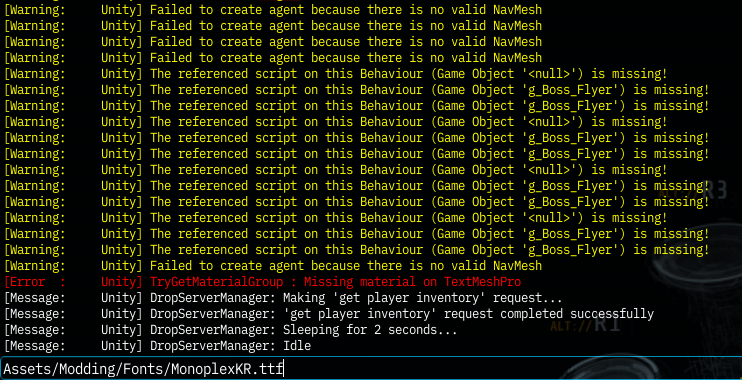 [Warning:     Unity] Failed to create agent because there is no valid NavMesh
[Warning:     Unity] Failed to create agent because there is no valid NavMesh
[Warning:     Unity] Failed to create agent because there is no valid NavMesh
[Warning:     Unity] Failed to create agent because there is no valid NavMesh
[Warning:     Unity] The referenced script on this Behaviour (Game Object '<null>') is missing!
[Warning:     Unity] The referenced script on this Behaviour (Game Object 'g_Boss_Flyer') is missing!
[Warning:     Unity] The referenced script on this Behaviour (Game Object 'g_Boss_Flyer') is missing!
[Warning:     Unity] The referenced script on this Behaviour (Game Object '<null>') is missing!
[Warning:     Unity] The referenced script on this Behaviour (Game Object 'g_Boss_Flyer') is missing!
[Warning:     Unity] The referenced script on this Behaviour (Game Object 'g_Boss_Flyer') is missing!
[Warning:     Unity] The referenced script on this Behaviour (Game Object '<null>') is missing!
[Warning:     Unity] The referenced script on this Behaviour (Game Object 'g_Boss_Flyer') is missing!
[Warning:     Unity] The referenced script on this Behaviour (Game Object 'g_Boss_Flyer') is missing!
[Warning:     Unity] The referenced script on this Behaviour (Game Object '<null>') is missing!
[Warning:     Unity] The referenced script on this Behaviour (Game Object 'g_Boss_Flyer') is missing!
[Warning:     Unity] The referenced script on this Behaviour (Game Object 'g_Boss_Flyer') is missing!
[Warning:     Unity] Failed to create agent because there is no valid NavMesh
[Error  :     Unity] TryGetMaterialGroup : Missing material on TextMeshPro
[Message:     Unity] DropServerManager: Making 'get player inventory' request...
[Message:     Unity] DropServerManager: 'get player inventory' request completed successfully
[Message:     Unity] DropServerManager: Sleeping for 2 seconds...
[Message:     Unity] DropServerManager: Idle
Assets/Modding/Fonts/MonoplexKR.ttf
R3
ALT://R1